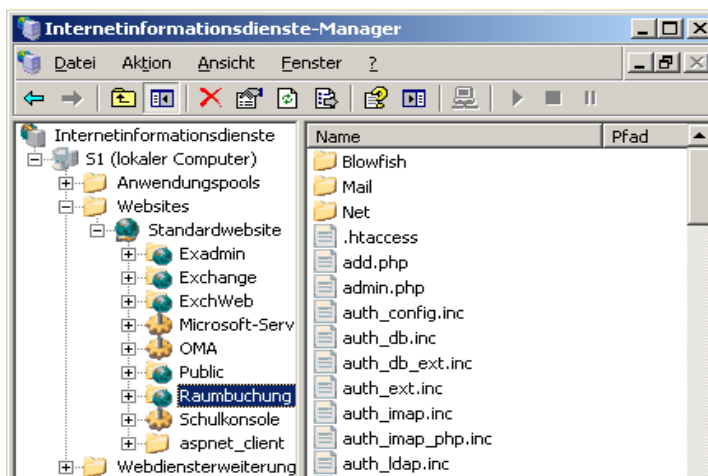 Internetinformationsdienste-Manager
Datei Aktion Ansicht Fenster ?
Internetinformationsdienste
S1 (lokaler Computer)
Anwendungspools
Websites
Standardwebsite
Exadmin
Exchange
ExchWeb
Microsoft-Serv
OMA
Public
Raumbuchung
Schulkonsole
aspnet_client
Webdiensterweiterung
Name Pfad
Blowfish
Mail
Net
.htaccess
add.php
admin.php
auth_config.inc
auth_db.inc
auth_db_ext.inc
auth_ext.inc
auth_imap.inc
auth_imap_php.inc
auth_ldap.inc